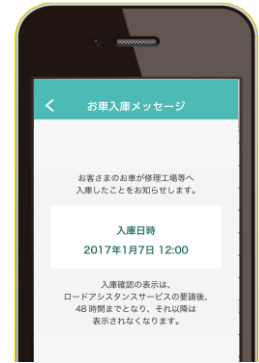 お車入庫メッセージ
お客さまのお車が修理工場等へ
入庫したことをお知らせします。
入庫日時
2017年1月7日 12:00
入庫確認の表示は、
ロードアシスタンスサービスの要請後、
48時間までとなり、それ以降は
表示されなくなります。